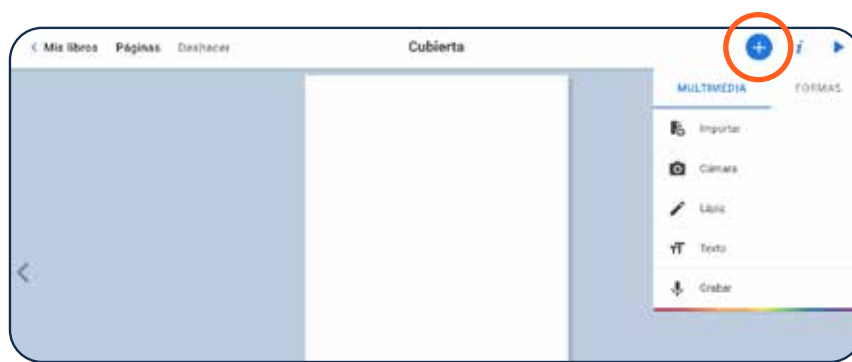 < Mis libros Páginas Deshacer Cubierta i
MULTIMEDIA FORMAS
Importar
Cámara
Lápiz
Texto
Grabar